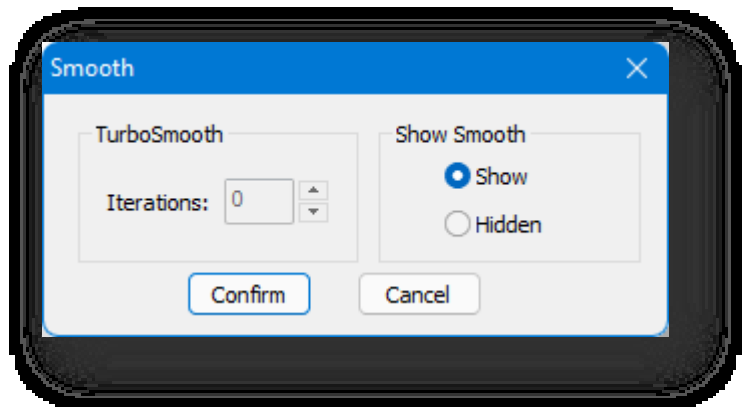 Smooth
TurboSmooth
Iterations: 0
Show Smooth
Show
Hidden
Confirm
Cancel